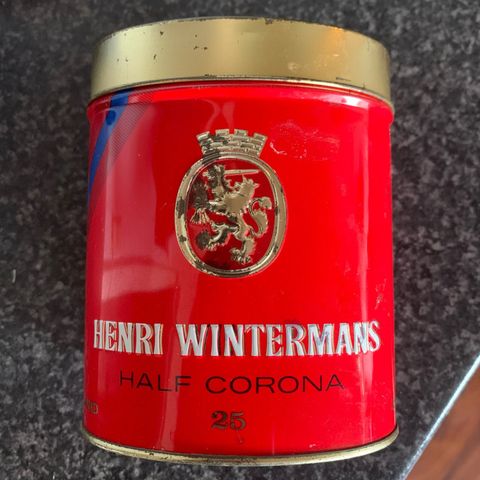 HENRI WINTERMANS
HALF CORONA
25